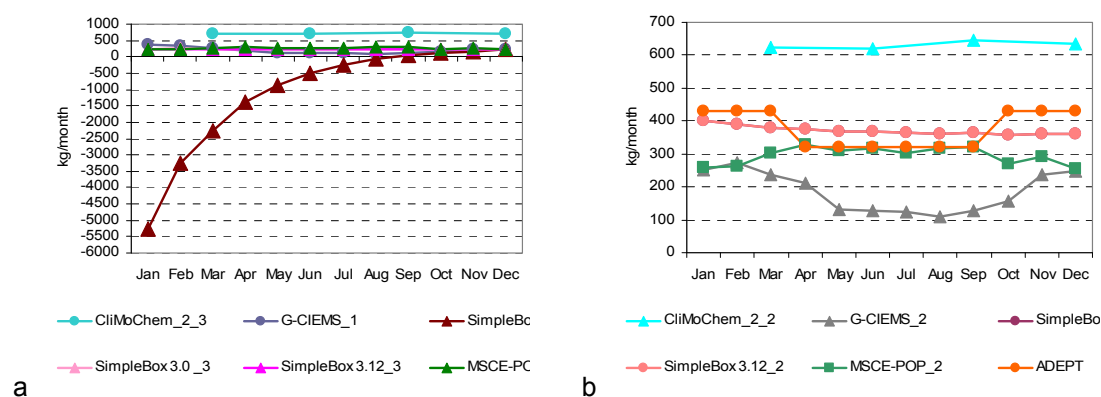 1000
500
0
-500
-1000
-1500
-2000
-2500
-3000
-3500
-4000
-4500
-5000
-5500
-6000
kg/month
Jan Feb Mar Apr May Jun Jul Aug Sep Oct Nov Dec
CliMoChem_2_3 G-CIEMS_1 SimpleBo
SimpleBox 3.0 _3 SimpleBox 3.12_3 MSCE-PO
a
700
600
500
400
300
200
100
0
kg/month
Jan Feb Mar Apr May Jun Jul Aug Sep Oct Nov Dec
CliMoChem_2_2 G-CIEMS_2 SimpleBo
SimpleBox 3.12_2 MSCE-POP_2 ADEPT
b